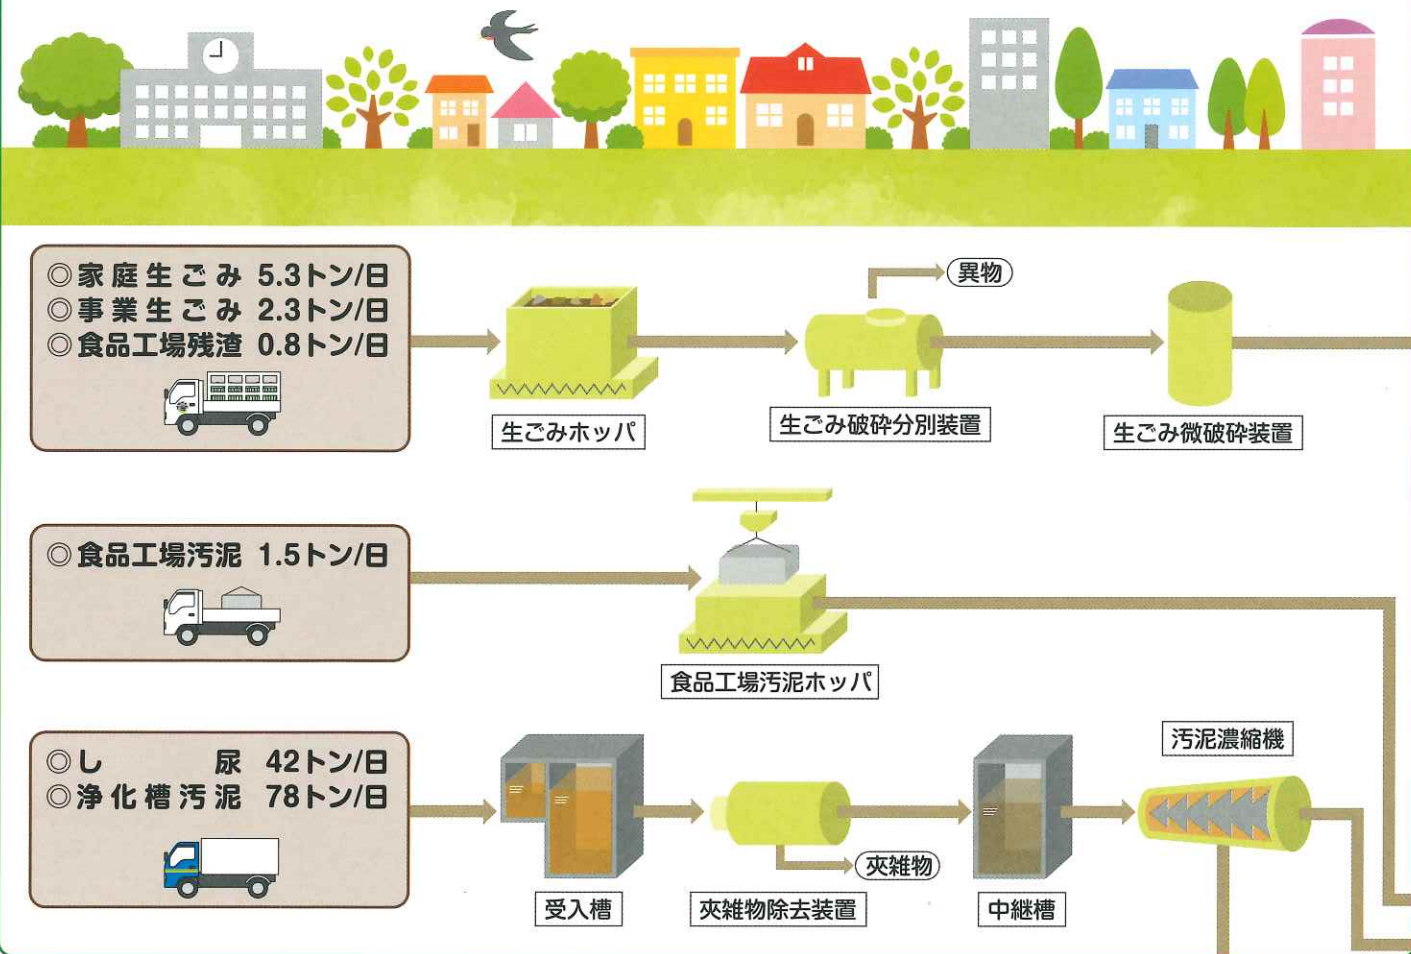 ◎家庭生ごみ 5.3トン/日
◎事業生ごみ 2.3トン/日
◎食品工場残渣 0.8トン/日
異物
生ごみホッパ
生ごみ破砕分別装置
生ごみ微破砕装置
◎食品工場汚泥 1.5トン/日
食品工場汚泥ホッパ
◎し尿 42トン/日
◎浄化槽汚泥 78トン/日
汚泥濃縮機
夾雑物
受入槽
夾雑物除去装置
中継槽